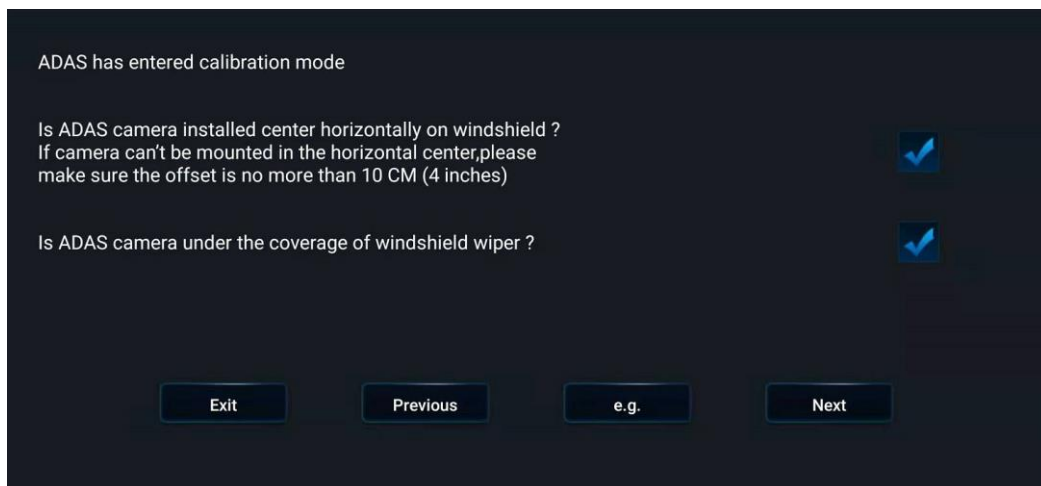 ADAS has entered calibration mode
Is ADAS camera installed center horizontally on windshield ?
If camera can't be mounted in the horizontal center,please
make sure the offset is no more than 10 CM (4 inches)
Is ADAS camera under the coverage of windshield wiper ?
Exit
Previous
e.g.
Next